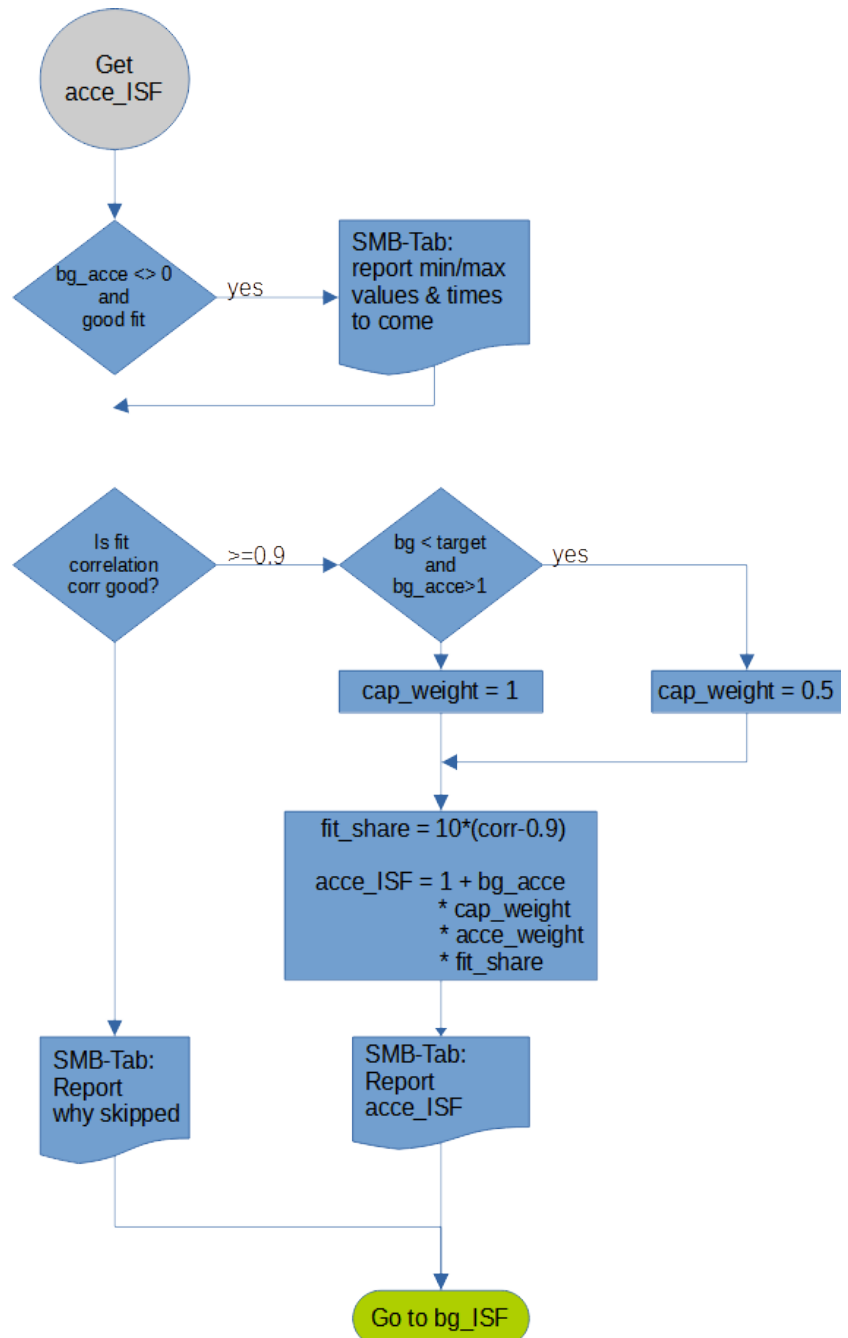 Get
acce_ISF
bg_acce <> 0
and
good fit
yes
SMB-Tab:
report min/max
values & times
to come
Is fit
correlation
corr good?
>=0.9
bg < target
and
bg_acce>1
yes
cap_weight = 1
cap_weight = 0.5
fit_share = 10*(corr-0.9)
acce_ISF = 1 + bg_acce
* cap_weight
* acce_weight
* fit_share
SMB-Tab:
Report
why skipped
SMB-Tab:
Report
acce_ISF
Go to bg_ISF